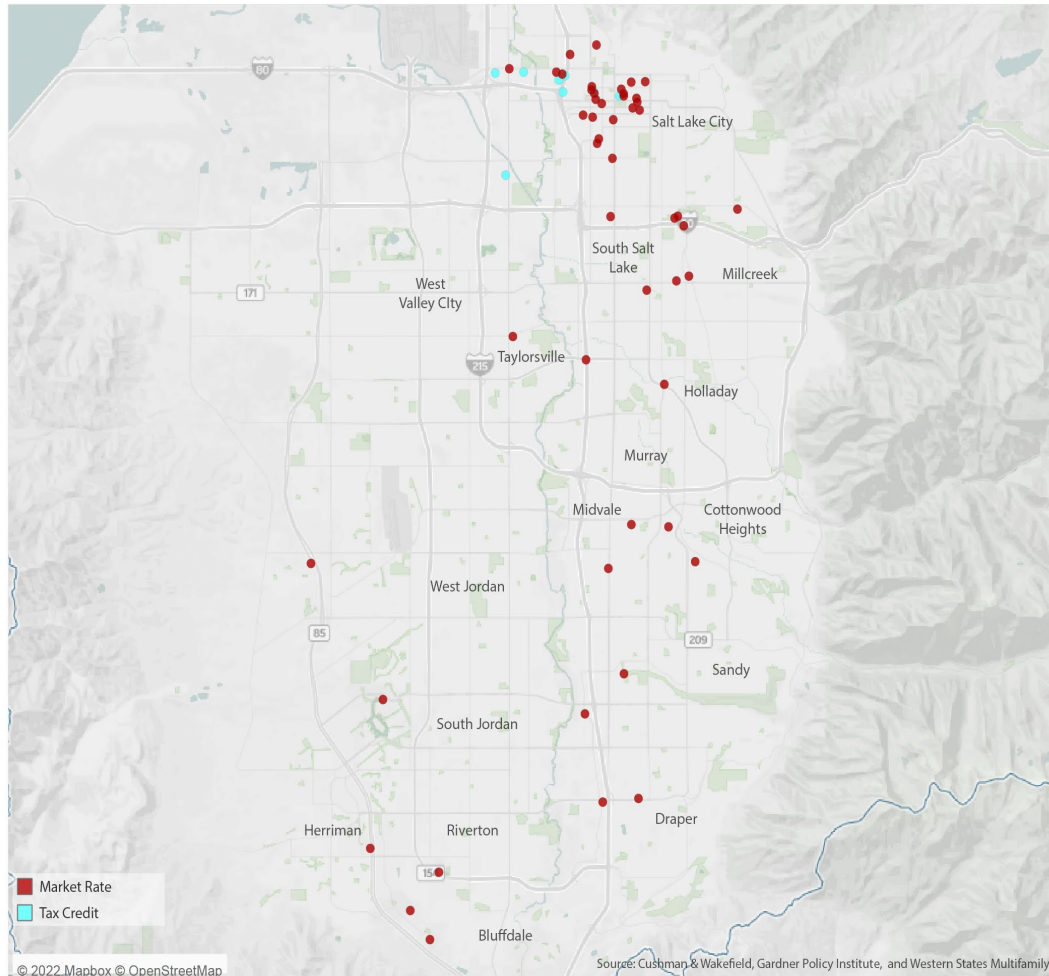 80
Salt Lake City
South Salt
Lake
Millcreek
171
West
Valley CIty
215
Taylorsville
Holladay
Murray
Midvale
Cottonwood
Heights
West Jordan
85
209
Sandy
South Jordan
Draper
Herriman
Riverton
Market Rate
Tax Credit
Bluffdale
Source: Cushman & Wakefield, Gardner Policy Institute, and Western States Multifamily
© 2022 Mapbox © OpenStreetMap